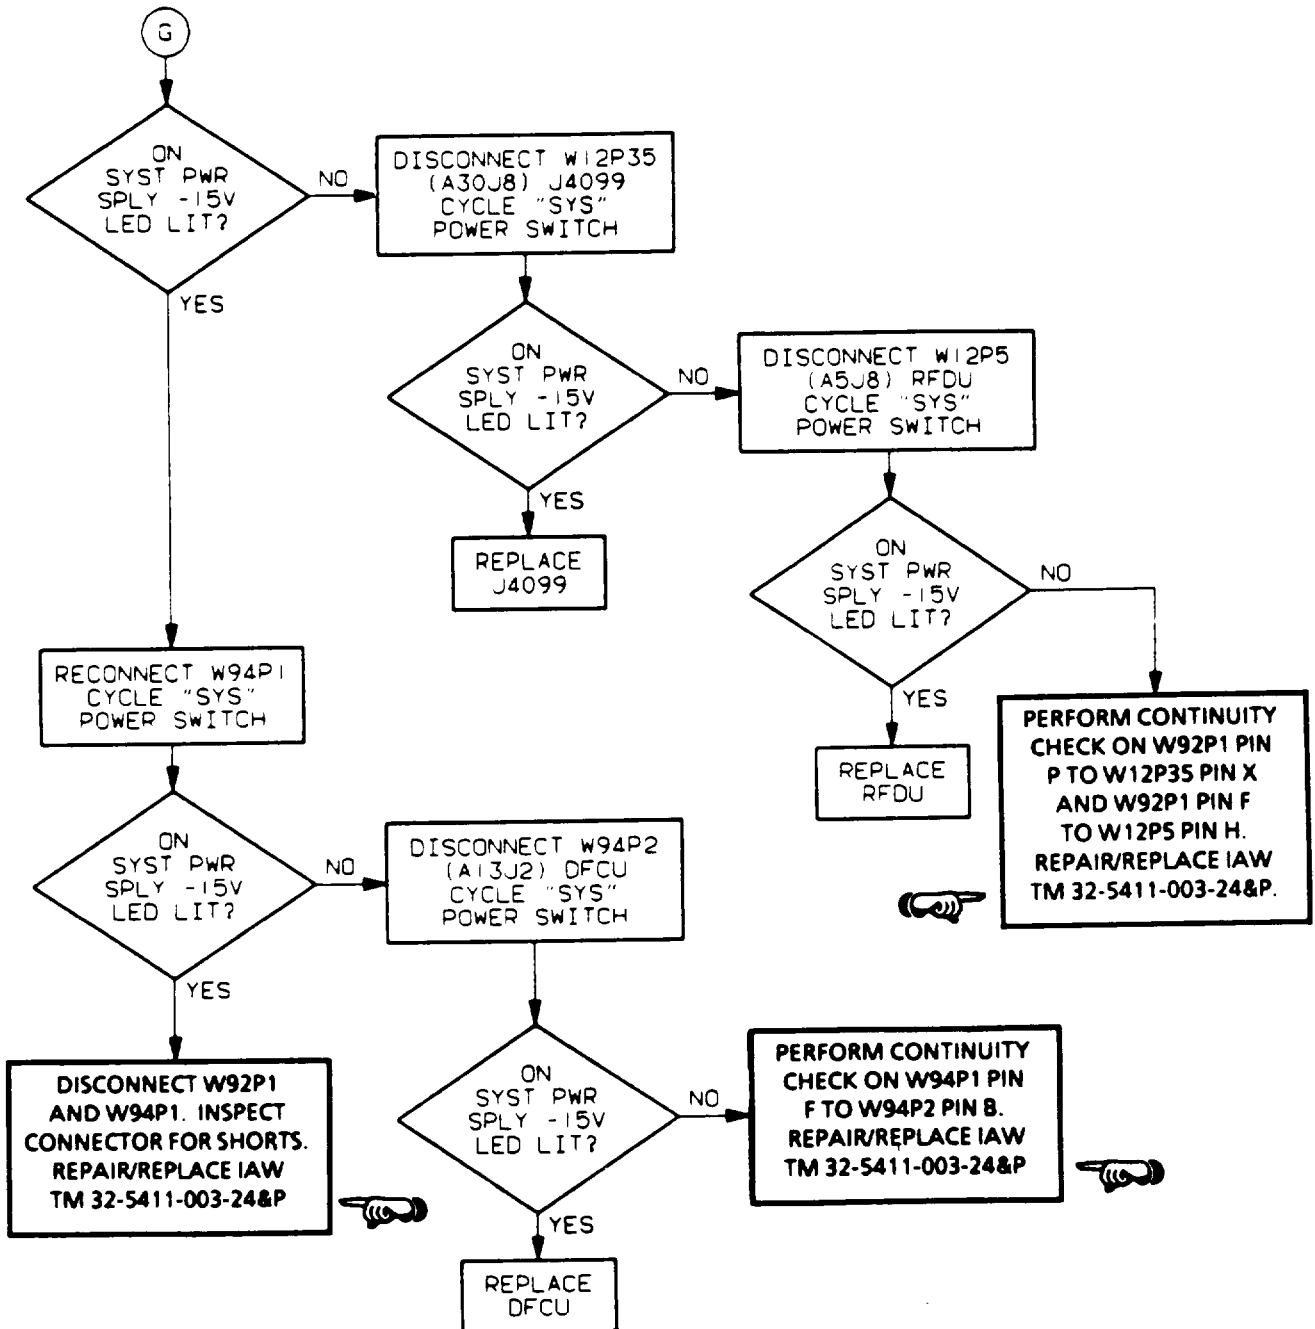 G
ON
SYST PWR
SPLY -15V
LED LIT?
NO
YES
DISCONNECT W12P35
(A30J8) J4099
CYCLE "SYS"
POWER SWITCH
ON
SYST PWR
SPLY -15V
LED LIT?
NO
YES
REPLACE
J4099
DISCONNECT W12P5
(A5J8) RFDU
CYCLE "SYS"
POWER SWITCH
ON
SYST PWR
SPLY -15V
LED LIT?
NO
YES
REPLACE
RFDU
PERFORM CONTINUITY
CHECK ON W92P1 PIN
P TO W12P35 PIN X
AND W92P1 PIN F
TO W12P5 PIN H.
REPAIR/REPLACE IAW
TM 32-5411-003-24&P.
RECONNECT W94P1
CYCLE "SYS"
POWER SWITCH
ON
SYST PWR
SPLY -15V
LED LIT?
NO
YES
DISCONNECT W94P2
(A13J2) DFCU
CYCLE "SYS"
POWER SWITCH
DISCONNECT W92P1
AND W94P1. INSPECT
CONNECTOR FOR SHORTS.
REPAIR/REPLACE IAW
TM 32-5411-003-24&P
ON
SYST PWR
SPLY -15V
LED LIT?
NO
YES
PERFORM CONTINUITY
CHECK ON W94P1 PIN
F TO W94P2 PIN B.
REPAIR/REPLACE IAW
TM 32-5411-003-24&P
REPLACE
DFCU